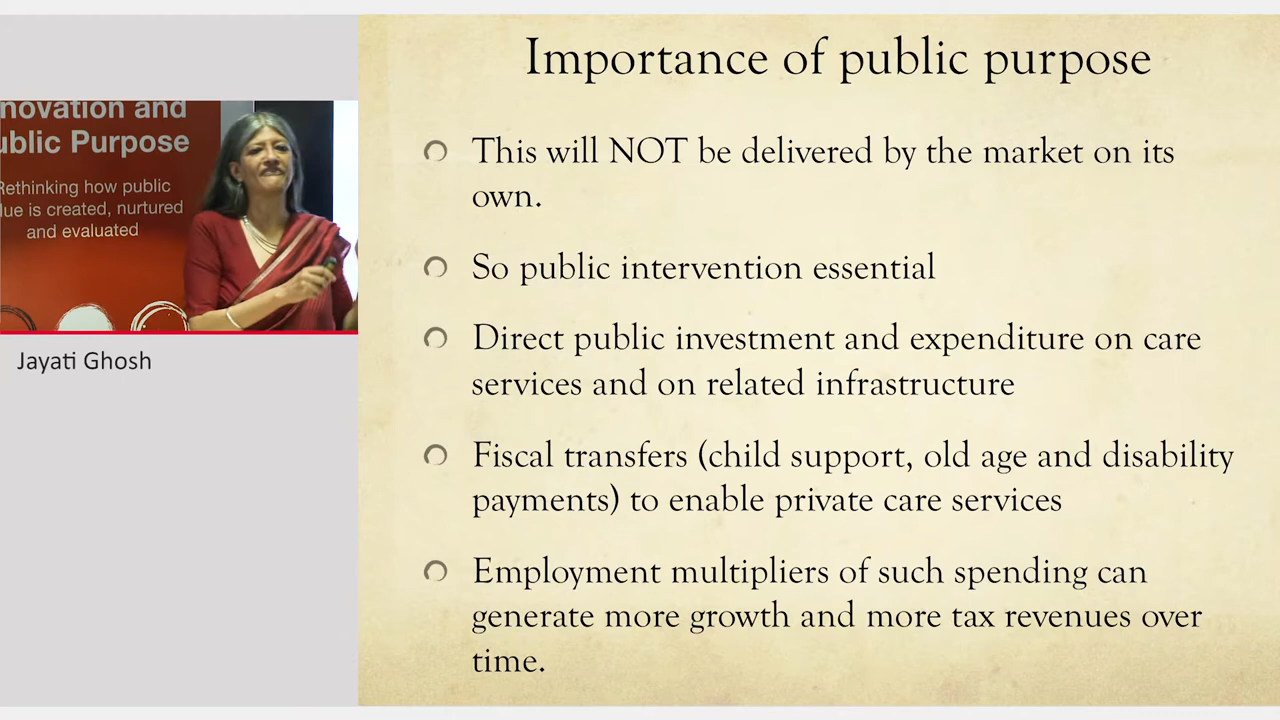 novation and
ublic Purpose
Rethinking how public
lue is created, nurtured
and evaluated
Jayati Ghosh
Importance of public purpose
This will NOT be delivered by the market on its
own.
So public intervention essential
Direct public investment and expenditure on care
services and on related infrastructure
Fiscal transfers (child support, old age and disability
payments) to enable private care services
Employment multipliers of such spending can
generate more growth and more tax revenues over
time.